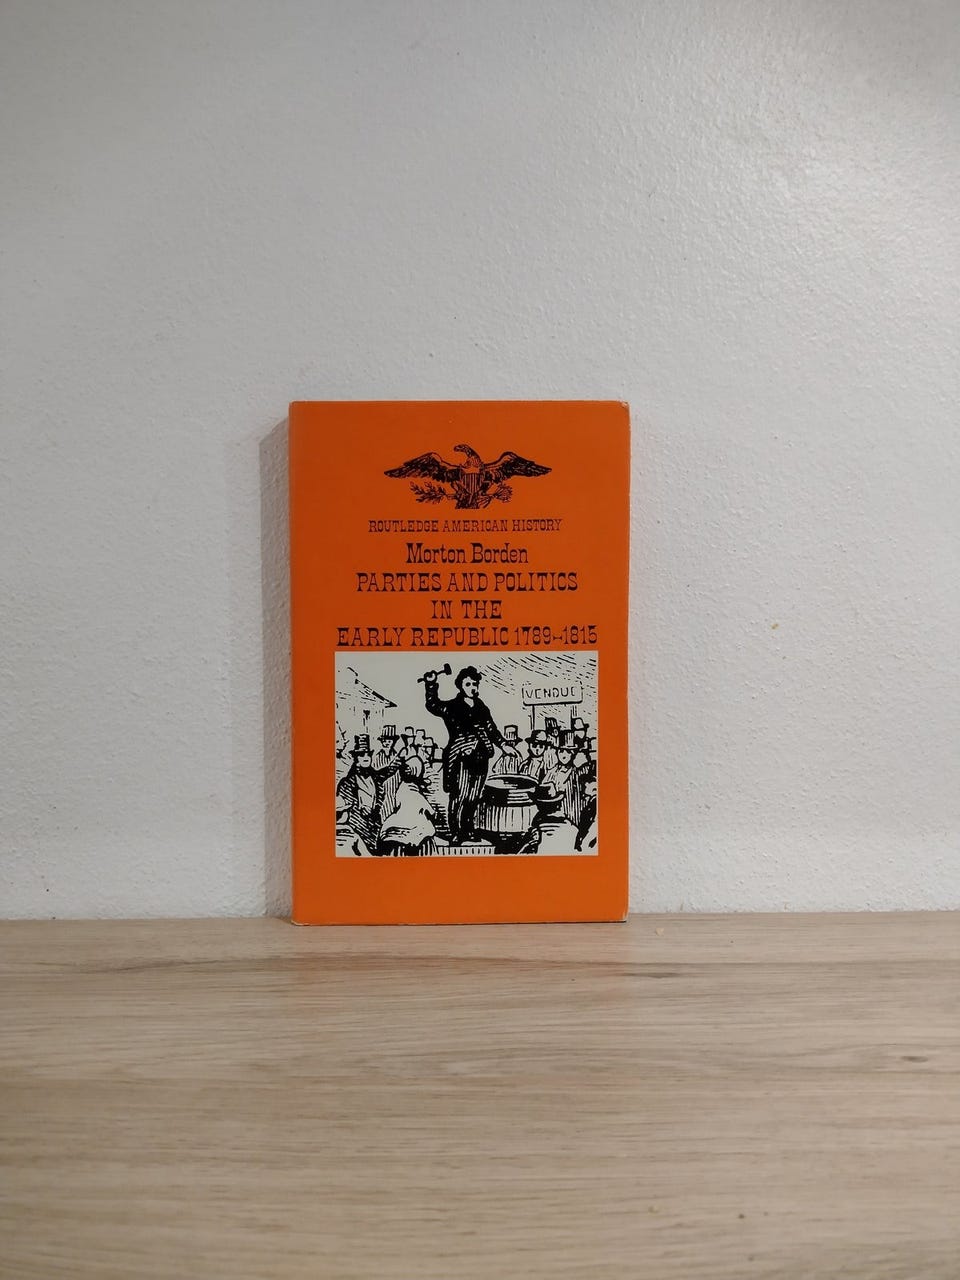 ROUTLEDGE AMERICAN HISTORY
Morton Borden
PARTIES AND POLITICS
IN THE
EARLY REPUBLIC 1789-1815
VENDUE